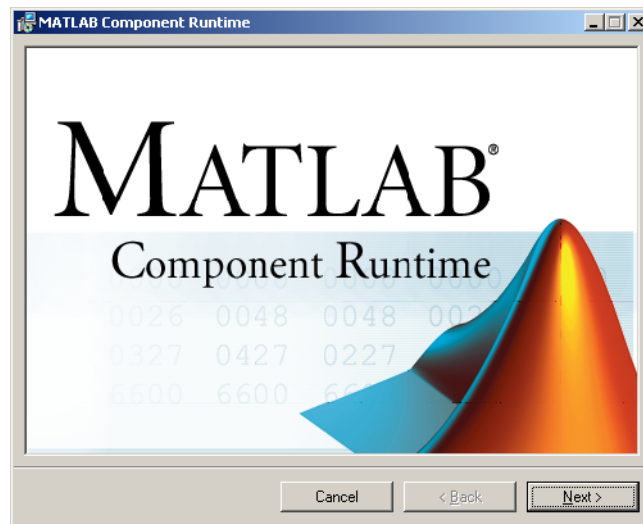 MATLAB Component Runtime
MATLAB®
Component Runtime
0026 0048 0048
0327 0427 0227
6600 6600
Cancel < Back Next >